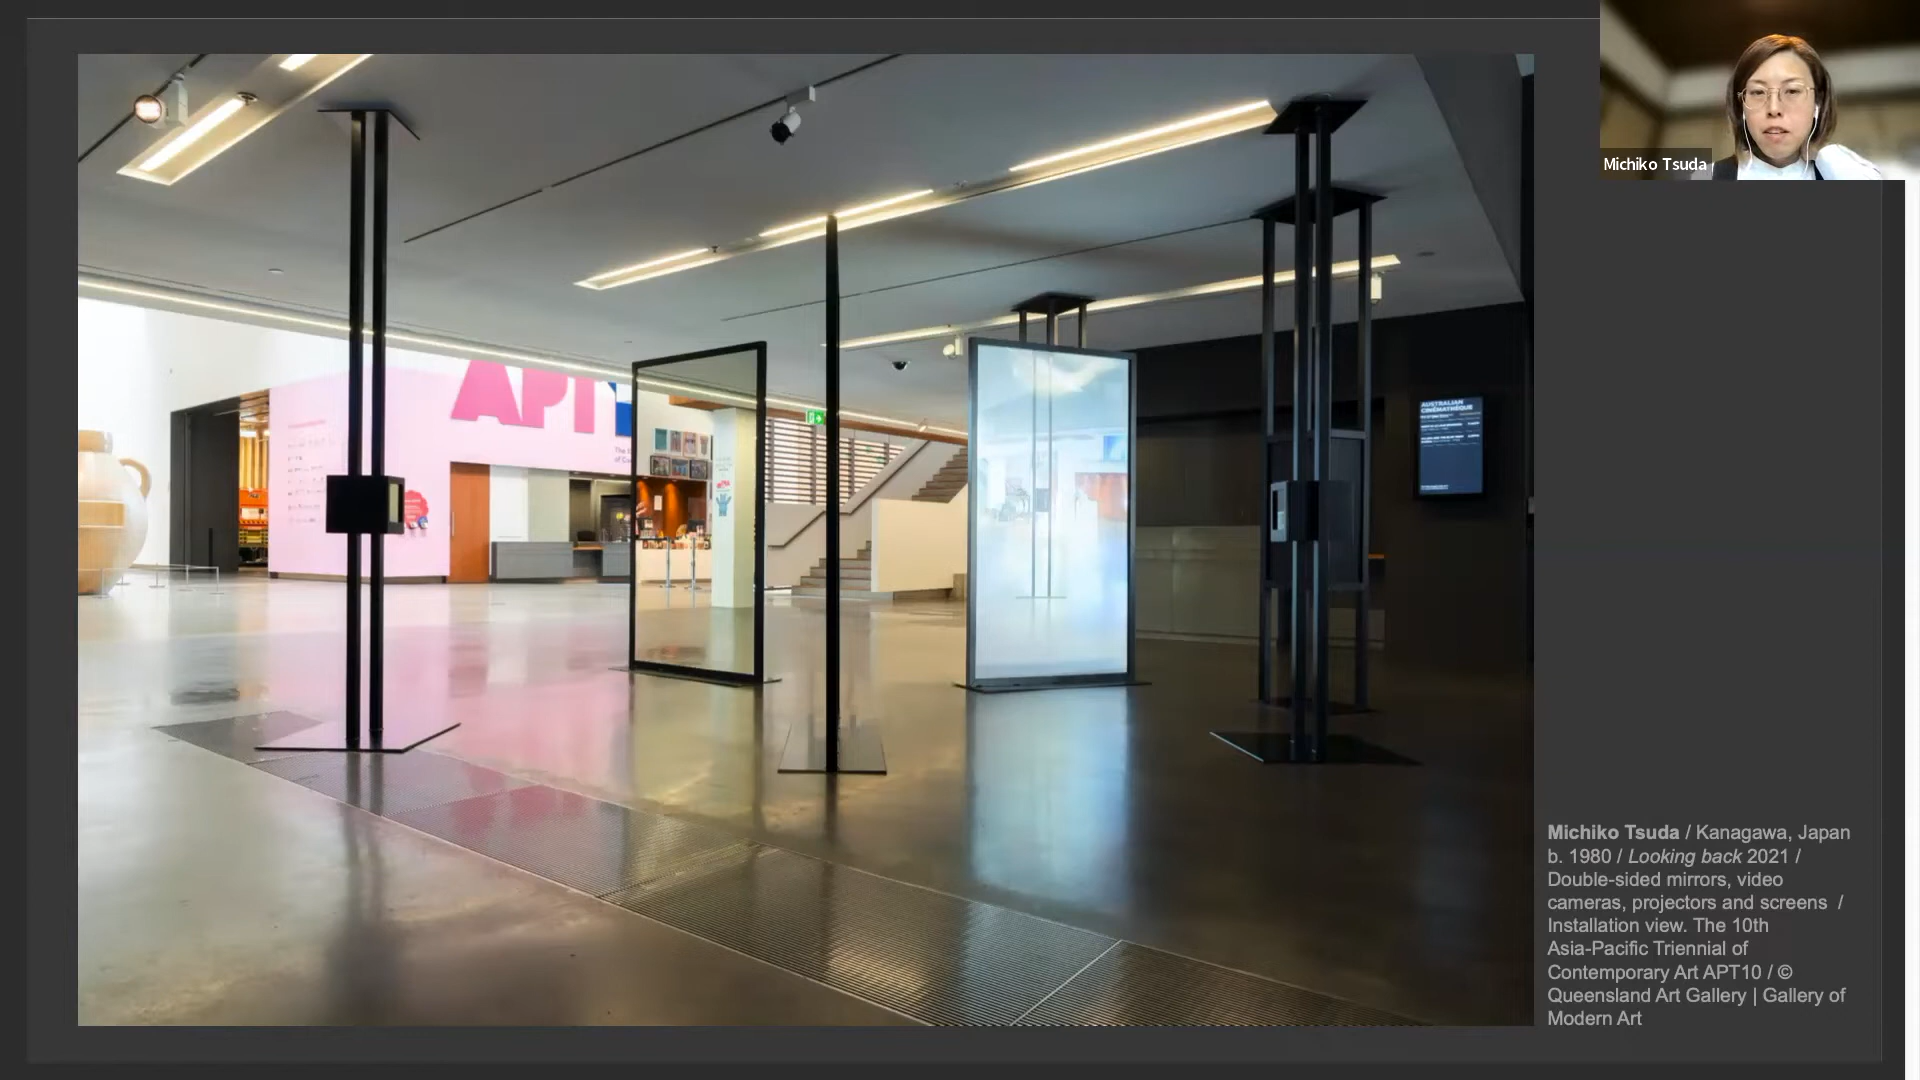 Michiko Tsuda
APT
AUSTRALIAN
CINÉMATHÈQUE
Michiko Tsuda / Kanagawa, Japan
b. 1980 / Looking back 2021 /
Double-sided mirrors, video
cameras, projectors and screens /
Installation view. The 10th
Asia-Pacific Triennial of
Contemporary Art APT10 / ©
Queensland Art Gallery | Gallery of
Modern Art